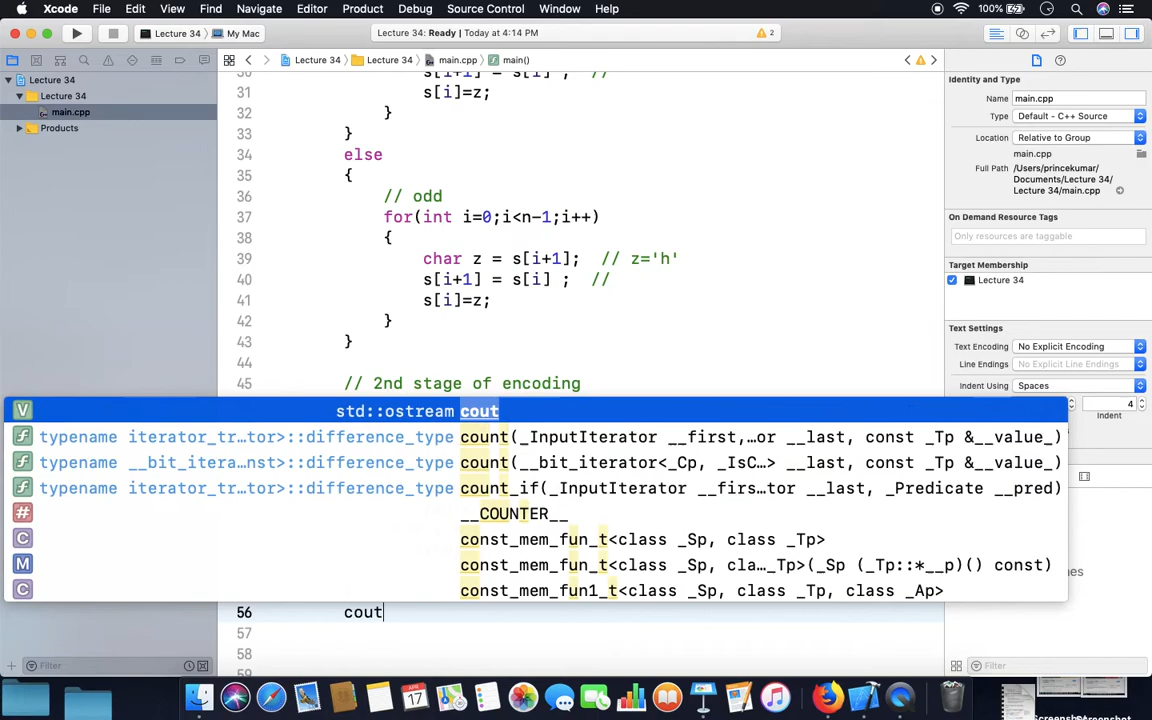 Xcode File Edit View Find Navigate Editor Product Debug Source Control Window Help 100%
Lecture 34 My Mac Lecture 34: Ready | Today at 4:14 PM 2
Lecture 34 Lecture 34 main.cpp main()
Lecture 34
Lecture 34
main.cpp
Products
30 s[i+1] = s[i] ; //
31 s[i]=z;
32 }
33 }
34 else
35 {
36 // odd
37 for(int i=0;i<n-1;i++)
38 {
39 char z = s[i+1]; // z='h'
40 s[i+1] = s[i] ; //
41 s[i]=z;
42 }
43 }
44
45 // 2nd stage of encoding
V std::ostream cout
f typename iterator_tr…tor>::difference_type count(_InputIterator __first,…or __last, const _Tp &__value_)
f typename __bit_itera…nst>::difference_type count(__bit_iterator<_Cp, _IsC…> __last, const _Tp &__value_)
f typename iterator_tr…tor>::difference_type count_if(_InputIterator __firs…tor __last, _Predicate __pred)
# __COUNTER__
C const_mem_fun_t<class _Sp, class _Tp>
M const_mem_fun_t<class _Sp, cla…_Tp>(_Sp (_Tp::*__p)() const)
C const_mem_fun1_t<class _Sp, class _Tp, class _Ap>
56 cout
57
58
59
Filter
Identity and Type
Name main.cpp
Type Default - C++ Source
Location Relative to Group
main.cpp
Full Path /Users/princekumar/
Documents/Lecture 34/
Lecture 34/main.cpp
On Demand Resource Tags
Only resources are taggable
Target Membership
Lecture 34
Text Settings
Text Encoding No Explicit Encoding
Line Endings No Explicit Line Endings
Indent Using Spaces
4
Indent
Filter
APR
17